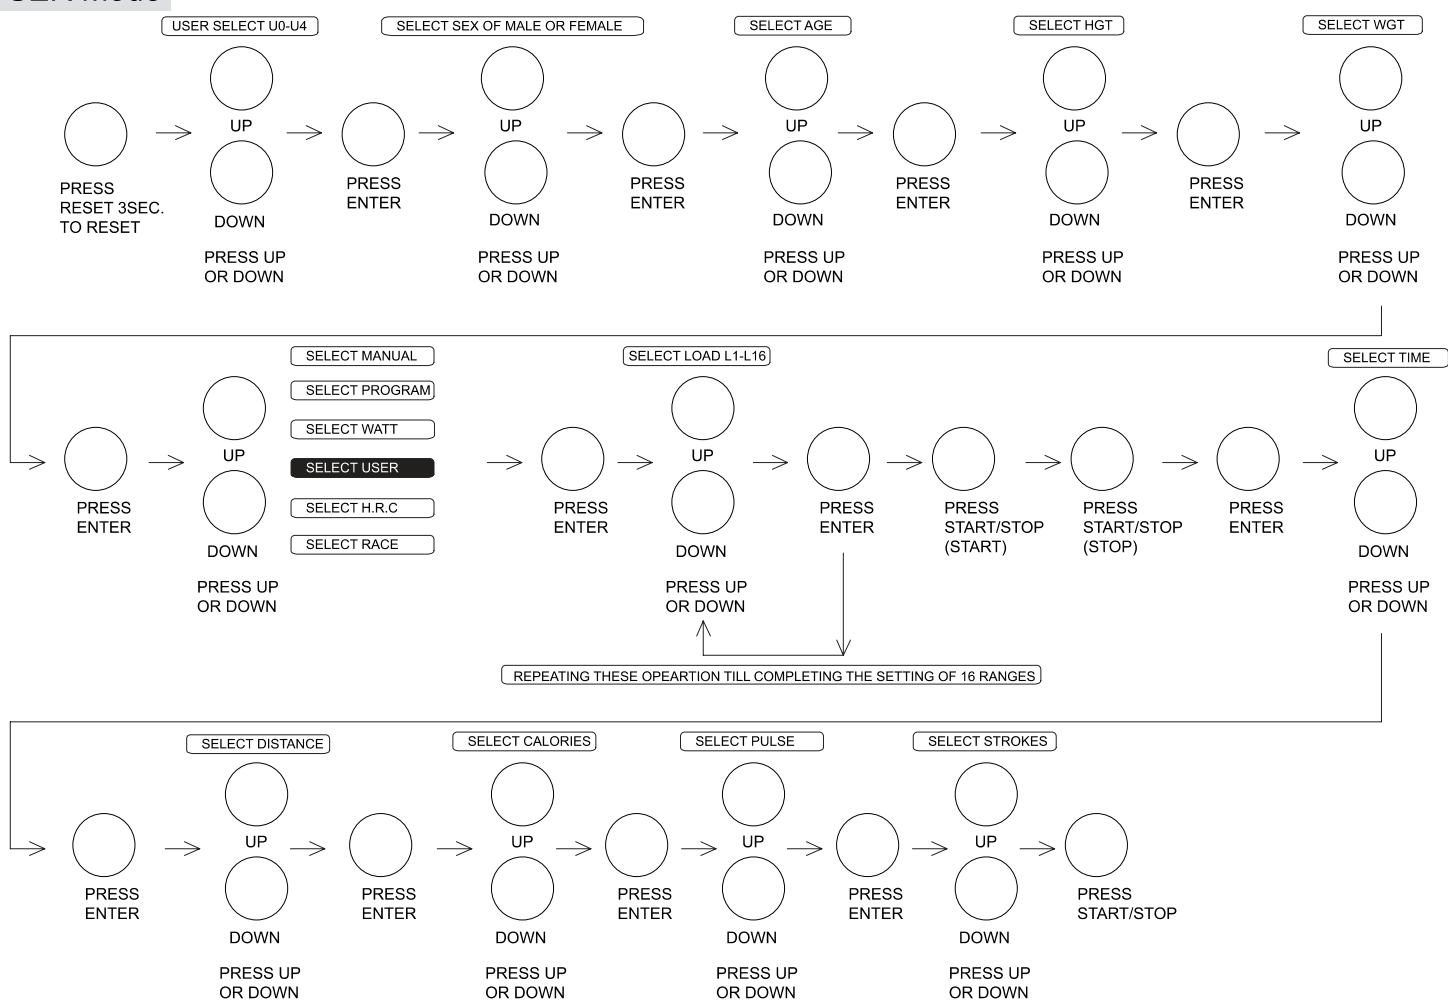 Mode
USER SELECT U0-U4
SELECT SEX OF MALE OR FEMALE
SELECT AGE
SELECT HGT
SELECT WGT
UP
UP
UP
UP
UP
PRESS
RESET 3SEC.
TO RESET
PRESS
ENTER
PRESS
ENTER
PRESS
ENTER
PRESS
ENTER
DOWN
DOWN
DOWN
DOWN
DOWN
PRESS UP
OR DOWN
PRESS UP
OR DOWN
PRESS UP
OR DOWN
PRESS UP
OR DOWN
PRESS UP
OR DOWN
SELECT MANUAL
SELECT PROGRAM
SELECT WATT
SELECT USER
SELECT H.R.C
SELECT RACE
SELECT LOAD L1-L16
SELECT TIME
UP
UP
UP
PRESS
ENTER
PRESS
ENTER
PRESS
ENTER
PRESS
START/STOP
(START)
PRESS
START/STOP
(STOP)
PRESS
ENTER
DOWN
DOWN
DOWN
PRESS UP
OR DOWN
PRESS UP
OR DOWN
PRESS UP
OR DOWN
REPEATING THESE OPEARTION TILL COMPLETING THE SETTING OF 16 RANGES
SELECT DISTANCE
SELECT CALORIES
SELECT PULSE
SELECT STROKES
UP
UP
UP
UP
PRESS
ENTER
PRESS
ENTER
PRESS
ENTER
PRESS
ENTER
PRESS
START/STOP
DOWN
DOWN
DOWN
DOWN
PRESS UP
OR DOWN
PRESS UP
OR DOWN
PRESS UP
OR DOWN
PRESS UP
OR DOWN